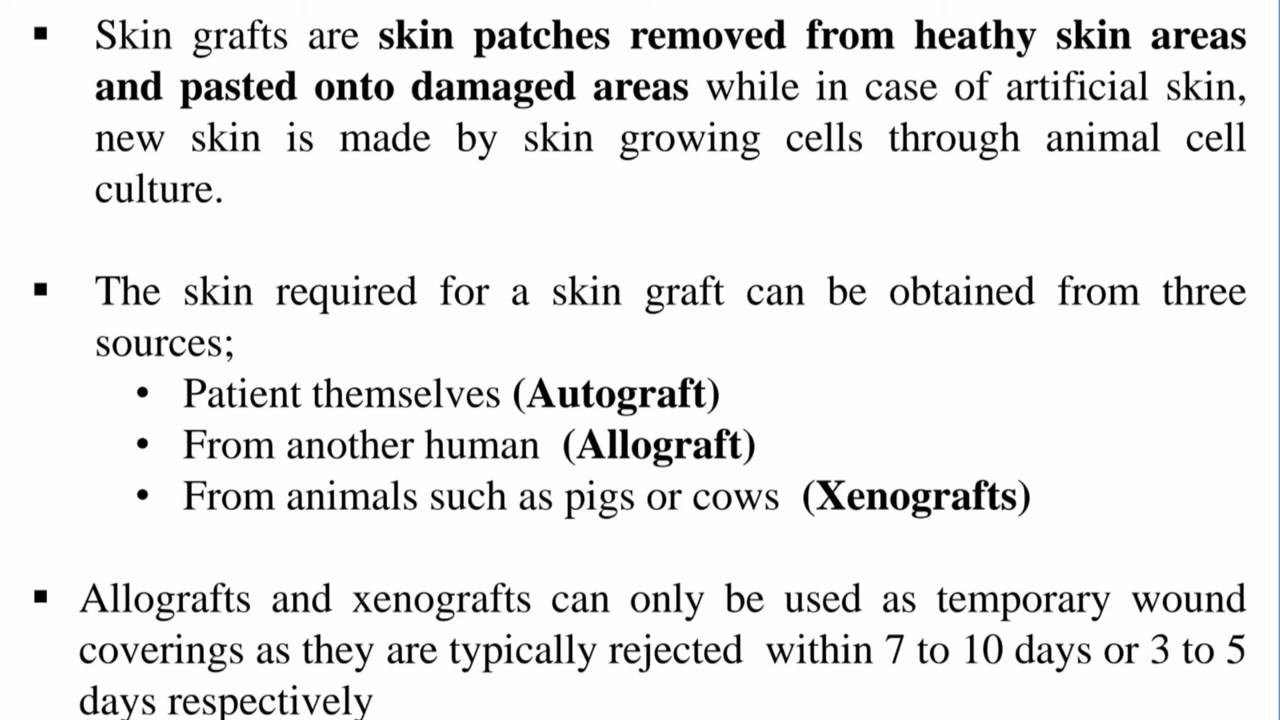 ▪ Skin grafts are skin patches removed from heathy skin areas
and pasted onto damaged areas while in case of artificial skin,
new skin is made by skin growing cells through animal cell
culture.
▪ The skin required for a skin graft can be obtained from three
sources;
• Patient themselves (Autograft)
• From another human (Allograft)
• From animals such as pigs or cows (Xenografts)
▪ Allografts and xenografts can only be used as temporary wound
coverings as they are typically rejected within 7 to 10 days or 3 to 5
days respectively